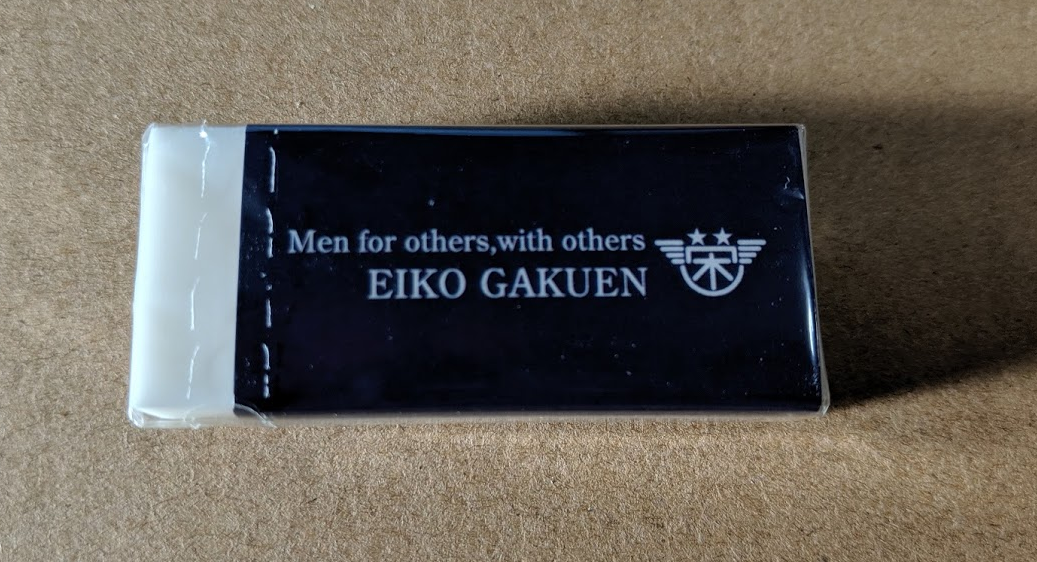 Men for others,with others
EIKO GAKUEN